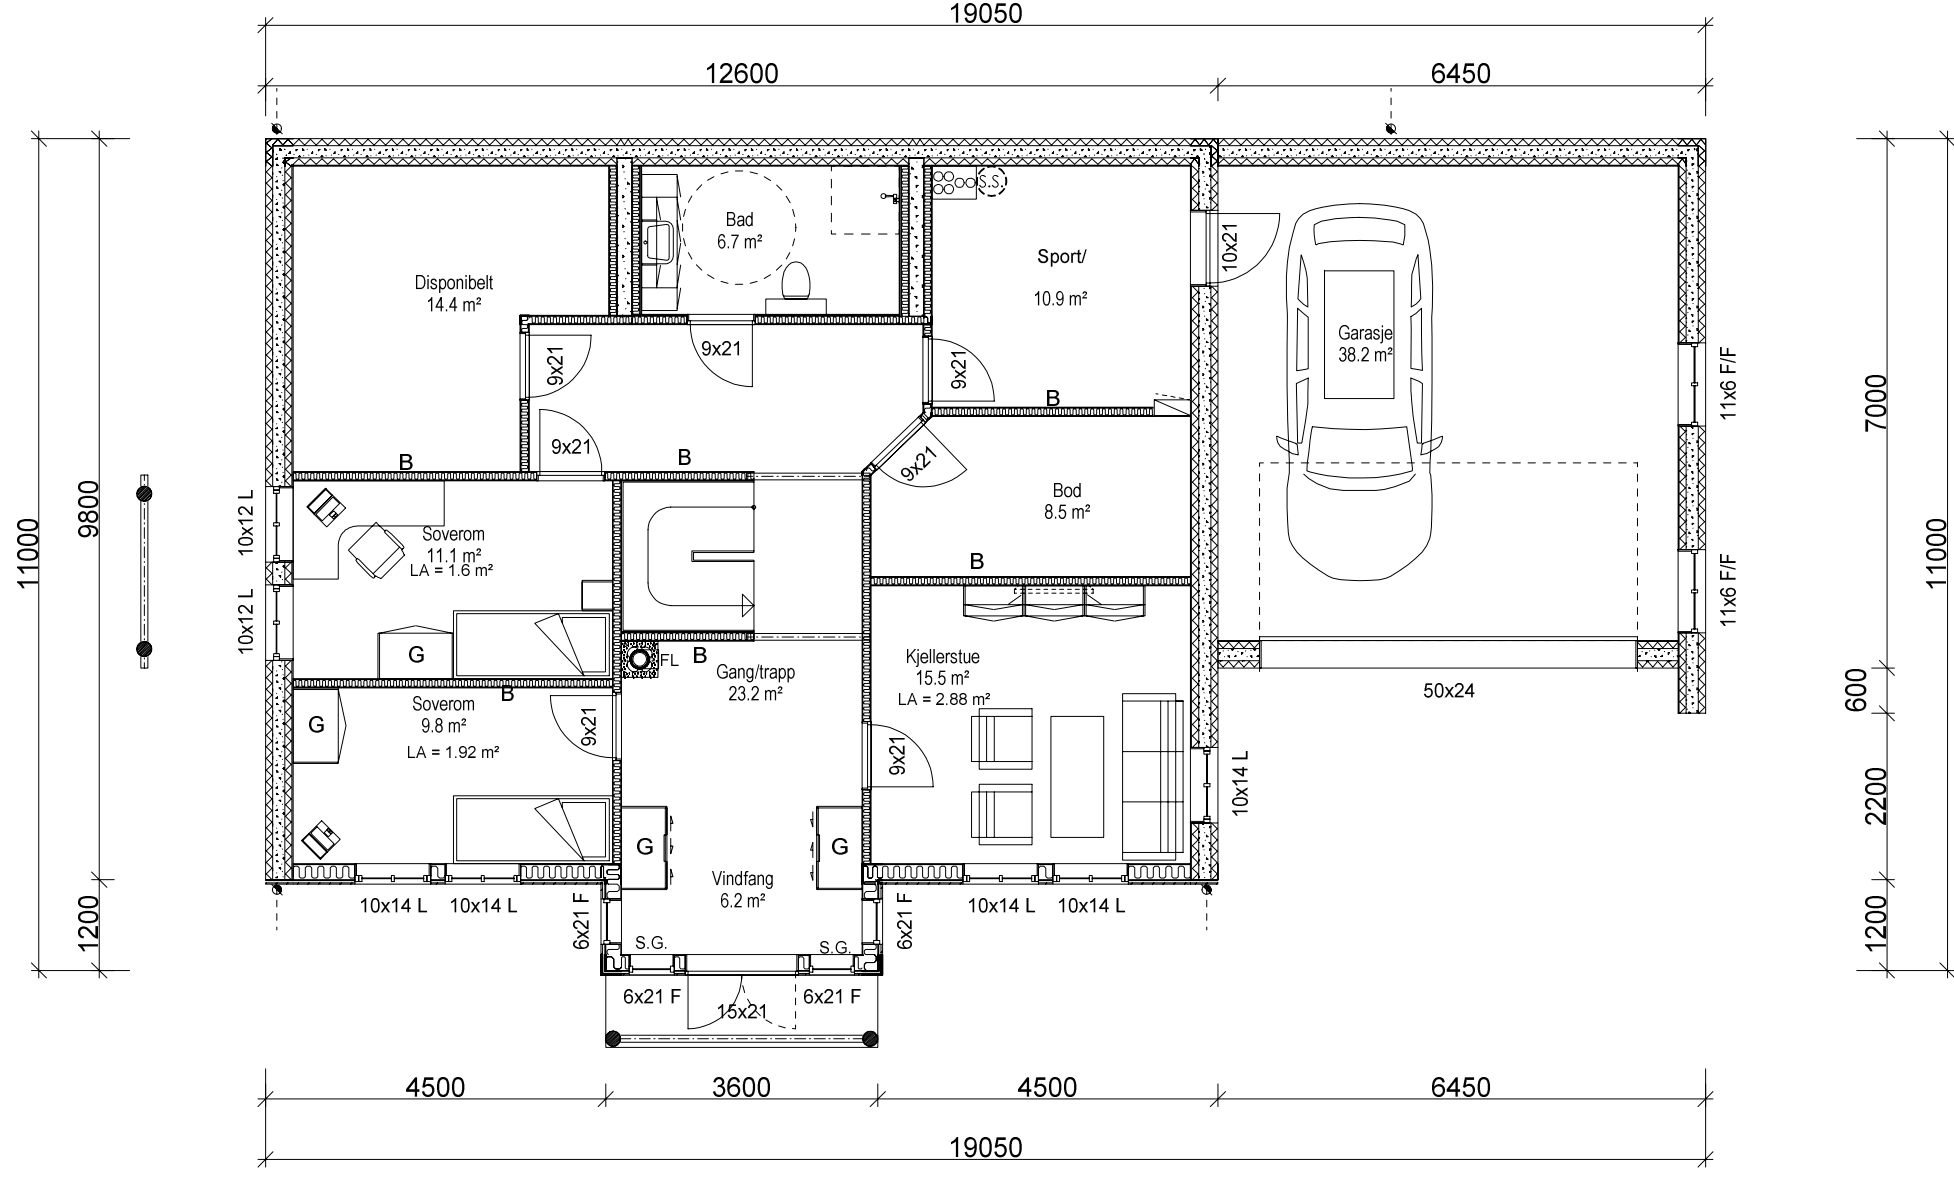 19050
12600
6450
Bad
6.7 m²
S.S.
Sport/
10.9 m²
10x21
Disponibelt
14.4 m²
Garasje
38.2 m²
9x21
9x21
9x21
11x6 F/F
7000
B
B
B
9x21
9x21
10x12 L
9800
11000
11000
Bod
8.5 m²
Soverom
11.1 m²
LA = 1.6 m²
B
11x6 F/F
10x12 L
G
FL
B
Gang/trapp
23.2 m²
Kjellerstue
15.5 m²
LA = 2.88 m²
50x24
600
B
Soverom
9.8 m²
LA = 1.92 m²
G
9x21
9x21
10x14 L
2200
G
G
Vindfang
6.2 m²
10x14 L
10x14 L
10x14 L
10x14 L
6x21 F
6x21 F
1200
1200
S.G.
S.G.
6x21 F
6x21 F
15x21
4500
3600
4500
6450
19050